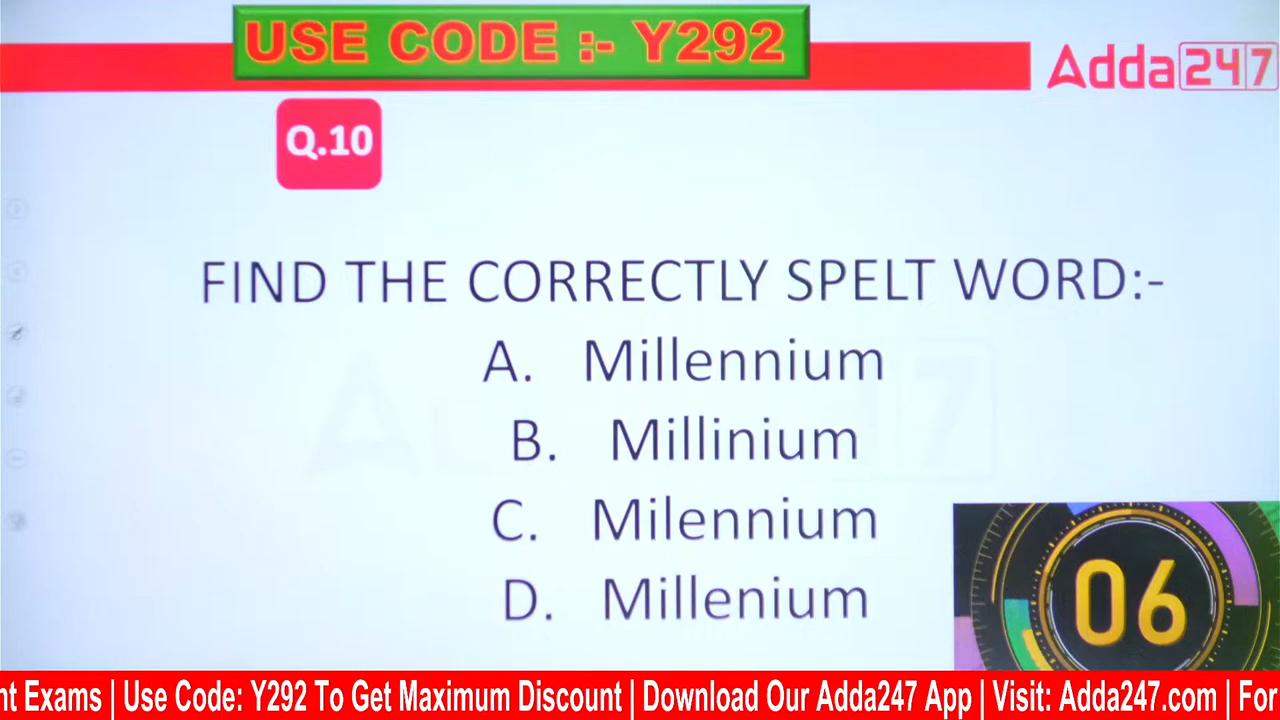 USE CODE :- Y292
Adda247
Q.10
FIND THE CORRECTLY SPELT WORD:-
A. Millennium
B. Millinium
C. Milennium
D. Millenium
06
nt Exams | Use Code: Y292 To Get Maximum Discount | Download Our Adda247 App | Visit: Adda247.com | For